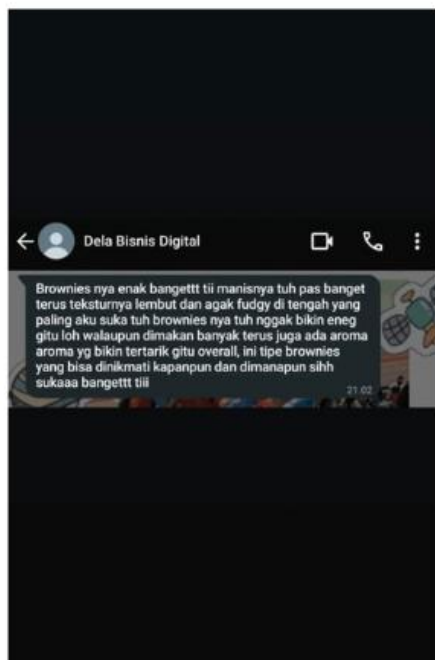 Dela Bisnis Digital
Brownies nya enak bangettt tii manisnya tuh pas banget
terus teksturnya lembut dan agak fudgy di tengah yang
paling aku suka tuh brownies nya tuh nggak bikin eneg
gitu loh walaupun dimakan banyak terus juga ada aroma
aroma yg bikin tertarik gitu overall, ini tipe brownies
yang bisa dinikmati kapanpun dan dimanapun sihh
sukaaa bangettt tiii
21.02